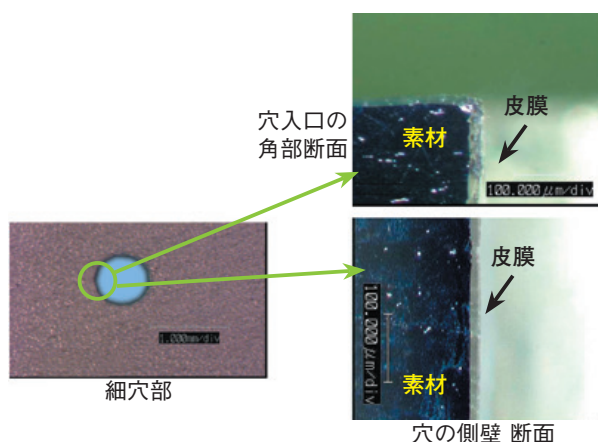 穴入口の
角部断面
素材
皮膜
100.000μm/div
1.000mm/div
細穴部
皮膜
100.000μm/div
素材
穴の側壁 断面